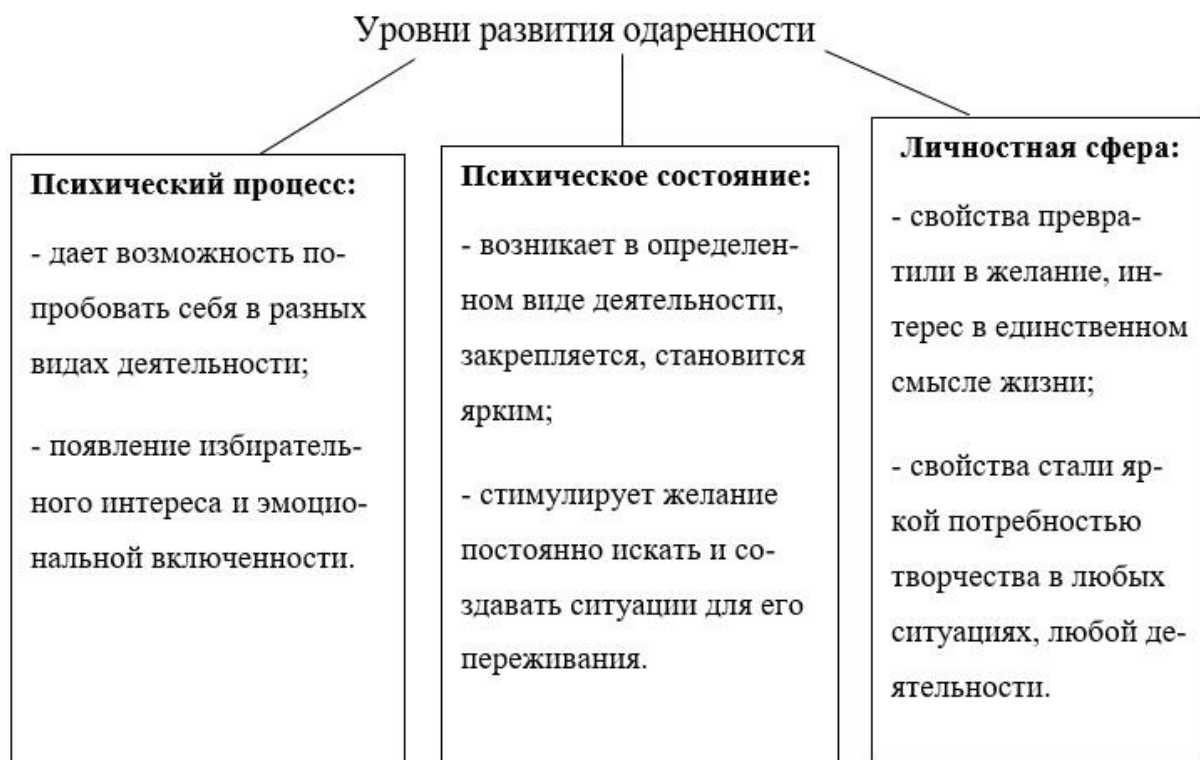 Уровни развития одаренности
Психический процесс:
- дает возможность по-
пробовать себя в разных
видах деятельности;
- появление избиратель-
ного интереса и эмоцио-
нальной включенности.
Психическое состояние:
- возникает в определен-
ном виде деятельности,
закрепляется, становится
ярким;
- стимулирует желание
постоянно искать и со-
здавать ситуации для его
переживания.
Личностная сфера:
- свойства превра-
тили в желание, ин-
терес в единственном
смысле жизни;
- свойства стали яр-
кой потребностью
творчества в любых
ситуациях, любой де-
ятельности.